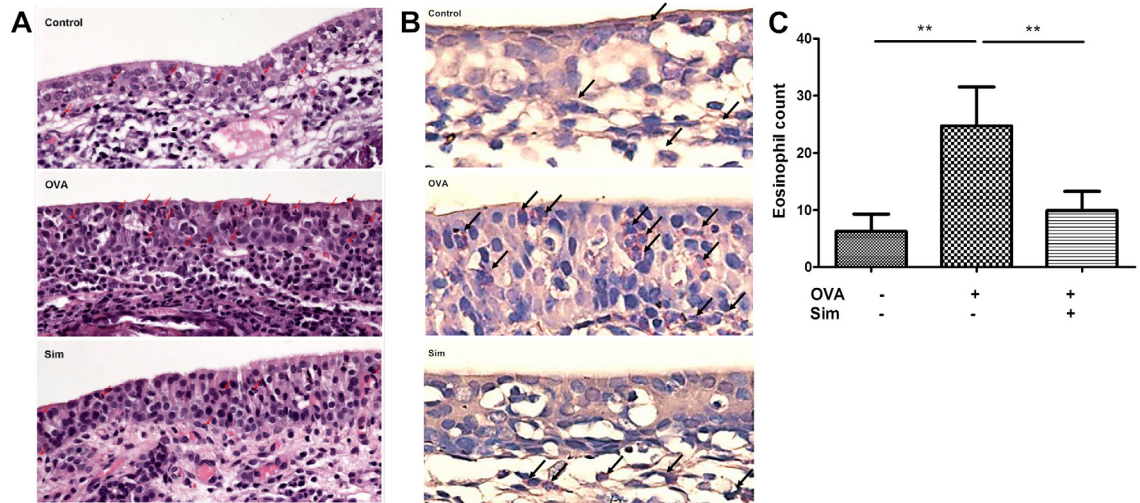 A
Control
OVA
Sim
B
Control
OVA
Sim
C
** **
Eosinophil count
40
30
20
10
0
OVA - + +
Sim - - +